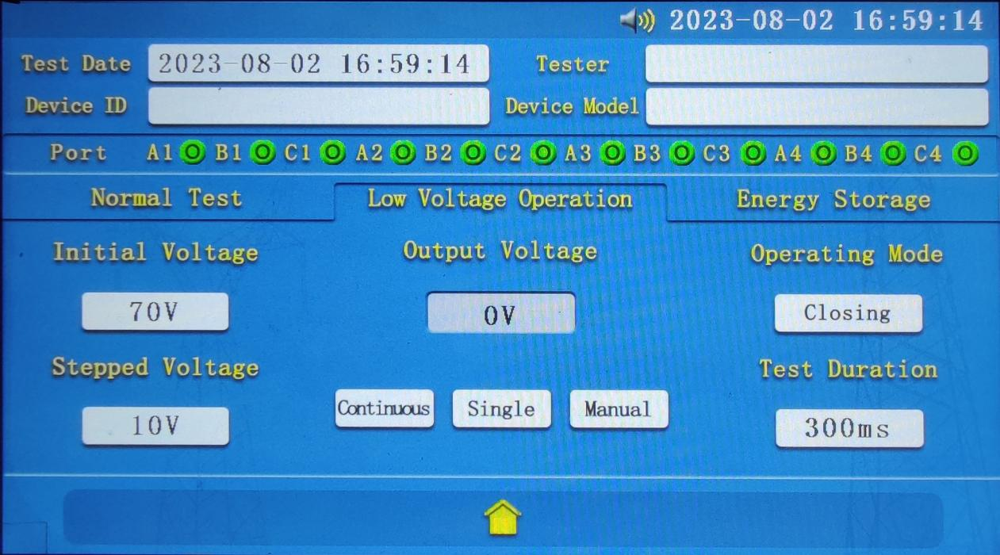 2023-08-02 16:59:14
Test Date 2023-08-02 16:59:14 Tester
Device ID Device Model
Port A1 O B1 O C1 O A2 O B2 O C2 O A3 O B3 O C3 O A4 O B4 O C4 O
Normal Test Low Voltage Operation Energy Storage
Initial Voltage Output Voltage Operating Mode
70V 0V Closing
Stepped Voltage Test Duration
Continuous Single Manual
10V 300ms